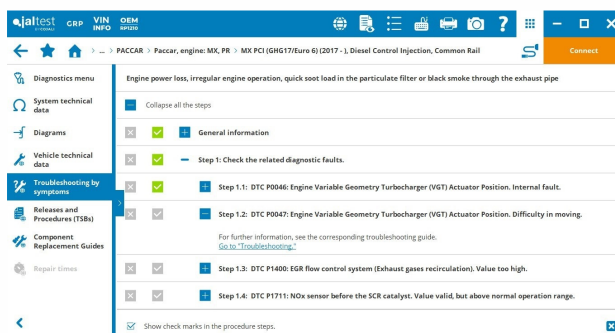 jaltest
GRP
VIN
INFO
OEM
RP1210
?
> ... > PACCAR > Paccar, engine: MX, PR > MX PCI (GHG17/Euro 6) (2017 - ), Diesel Control Injection, Common Rail
Connect
Diagnostics menu
System technical
data
Diagrams
Vehicle technical
data
Troubleshooting by
symptoms
Releases and
Procedures (TSBs)
Component
Replacement Guides
Repair times
Engine power loss, irregular engine operation, quick soot load in the particulate filter or black smoke through the exhaust pipe
Collapse all the steps
General information
Step 1: Check the related diagnostic faults.
Step 1.1: DTC P0046: Engine Variable Geometry Turbocharger (VGT) Actuator Position. Internal fault.
Step 1.2: DTC P0047: Engine Variable Geometry Turbocharger (VGT) Actuator Position. Difficulty in moving.
For further information, see the corresponding troubleshooting guide.
Go to "Troubleshooting."
Step 1.3: DTC P1400: EGR flow control system (Exhaust gases recirculation). Value too high.
Step 1.4: DTC P1711: NOx sensor before the SCR catalyst. Value valid, but above normal operation range.
Show check marks in the procedure steps.